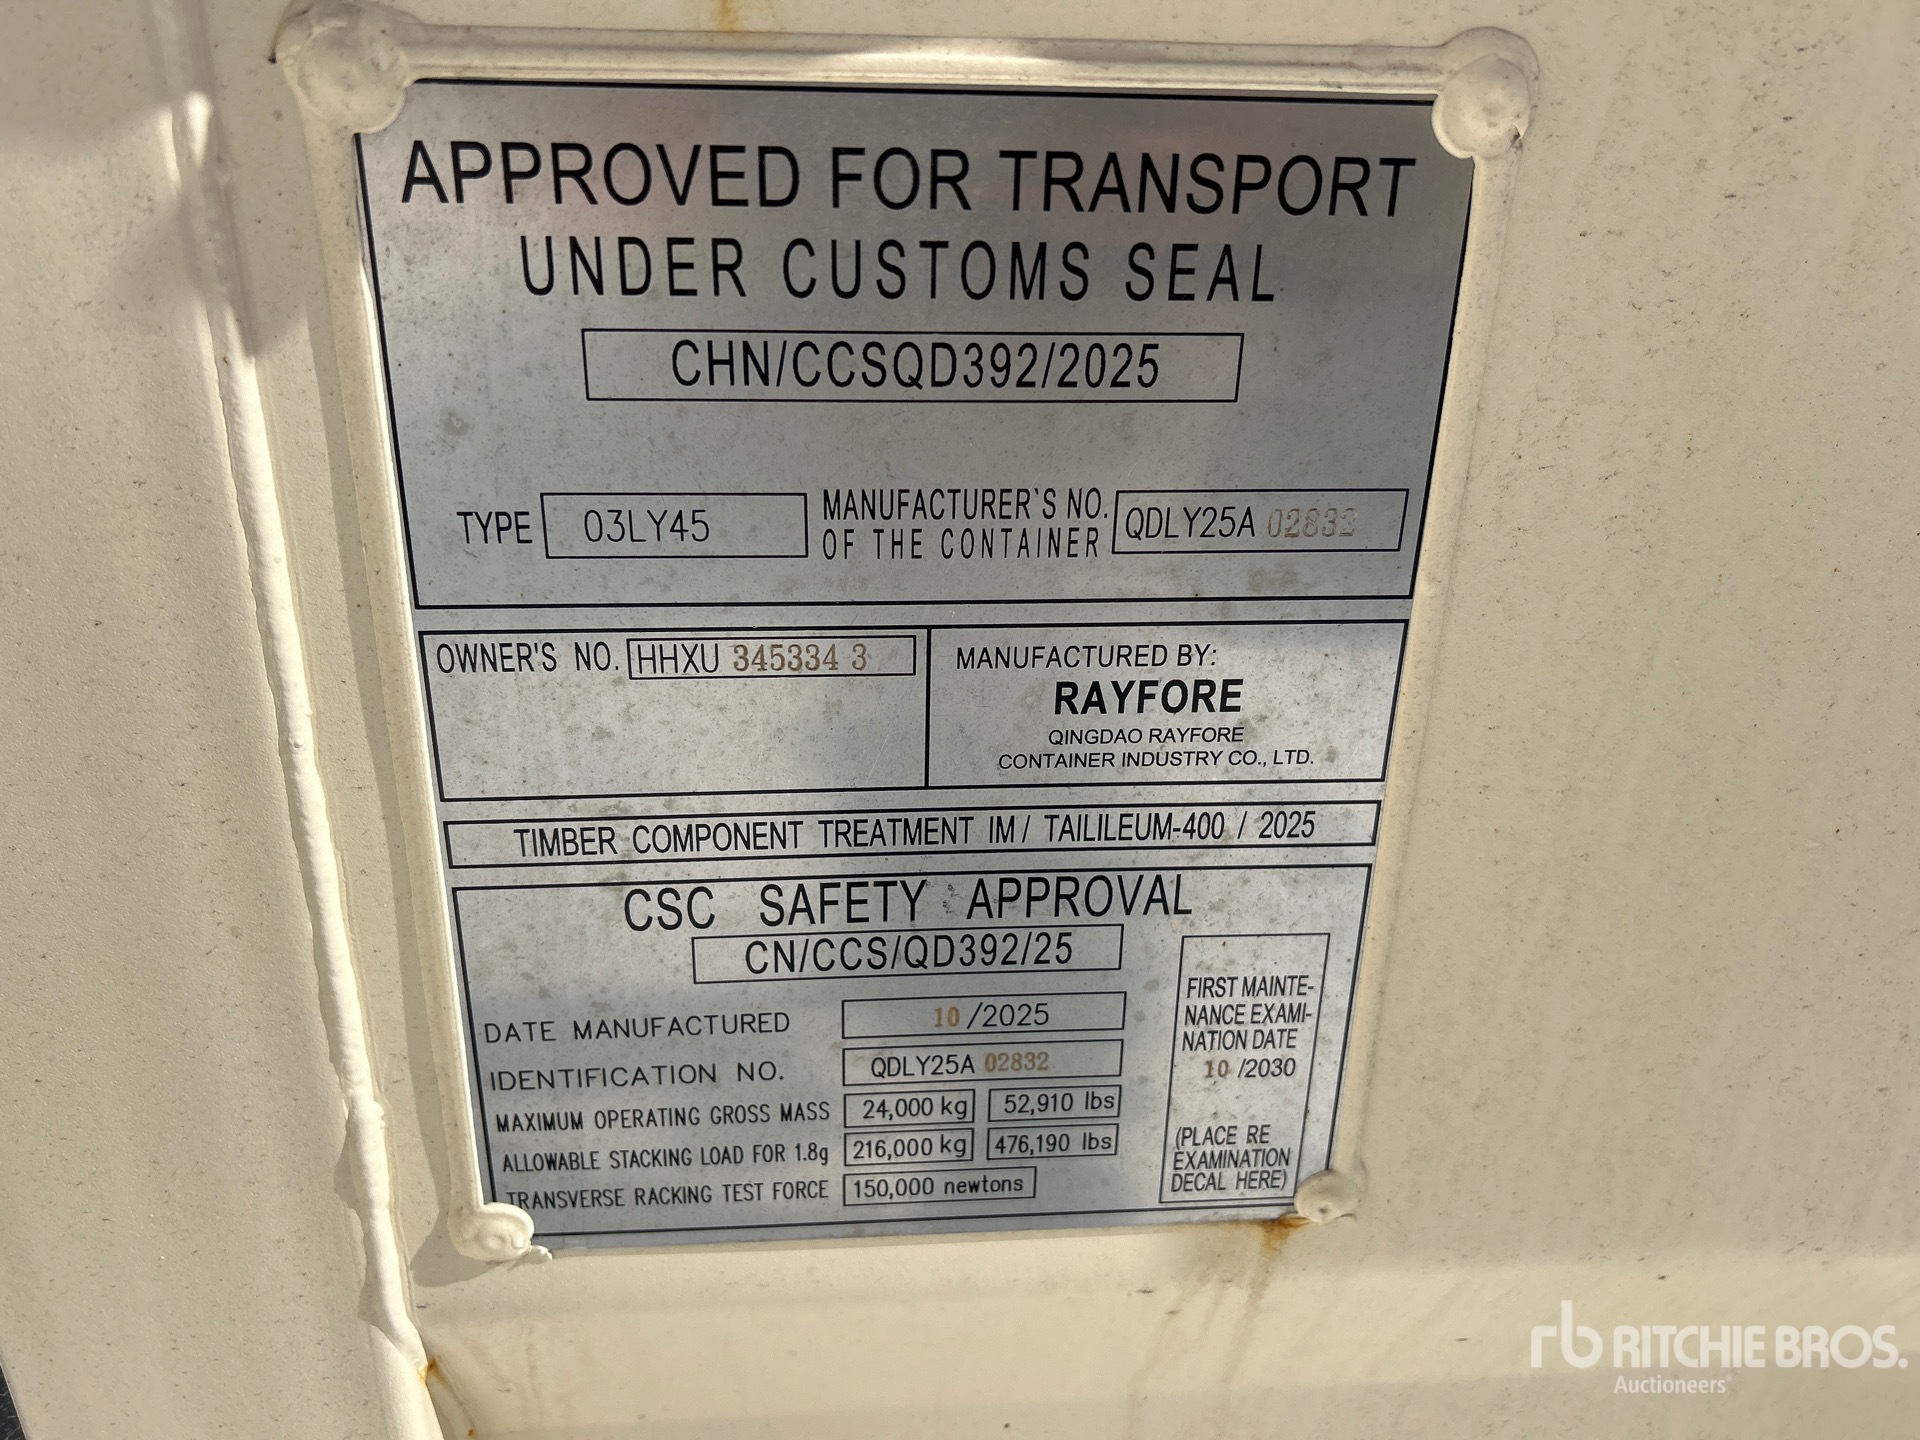 APPROVED FOR TRANSPORT
UNDER CUSTOMS SEAL
CHN/CCSQD392/2025
TYPE 03LY45 MANUFACTURER'S NO. OF THE CONTAINER QDLY25A 02832
OWNER'S NO. HHXU 345334 3
MANUFACTURED BY:
RAYFORE
QINGDAO RAYFORE
CONTAINER INDUSTRY CO., LTD.
TIMBER COMPONENT TREATMENT IM / TAILILEUM-400 / 2025
CSC SAFETY APPROVAL
CN/CCS/QD392/25
DATE MANUFACTURED 10 /2025
IDENTIFICATION NO. QDLY25A 02832
MAXIMUM OPERATING GROSS MASS 24,000 kg 52,910 lbs
ALLOWABLE STACKING LOAD FOR 1.8g 216,000 kg 476,190 lbs
TRANSVERSE RACKING TEST FORCE 150,000 newtons
FIRST MAINTE-
NANCE EXAMI-
NATION DATE
10 /2030
(PLACE RE
EXAMINATION
DECAL HERE)
rb RITCHIE BROS.
Auctioneers